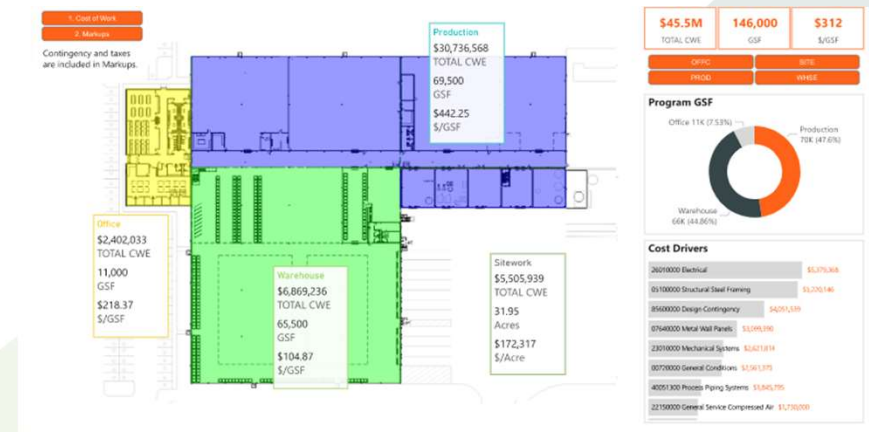 1. Cost of Work
2. Markups
Contingency and taxes
are included in Markups.
Production
$30,736,568
TOTAL CWE
69,500
GSF
$442.25
$/GSF
Office
$2,402,033
TOTAL CWE
11,000
GSF
$218.37
$/GSF
Warehouse
$6,869,236
TOTAL CWE
65,500
GSF
$104.87
$/GSF
Sitework
$5,505,939
TOTAL CWE
31.95
Acres
$172,317
$/Acre
$45.5M
TOTAL CWE
146,000
GSF
$312
$/GSF
OFFC
SITE
PROD
WHSE
Program GSF
Office 11K (7.53%)
Production
70K (47.6%)
Warehouse
66K (44.86%)
Cost Drivers
26010000 Electrical
05100000 Structural Steel Framing
85600000 Design Contingency
07640000 Metal Wall Panels
23010000 Mechanical Systems
00720000 General Conditions
40051300 Process Piping Systems
22150000 General Service Compressed Air $1,730,000